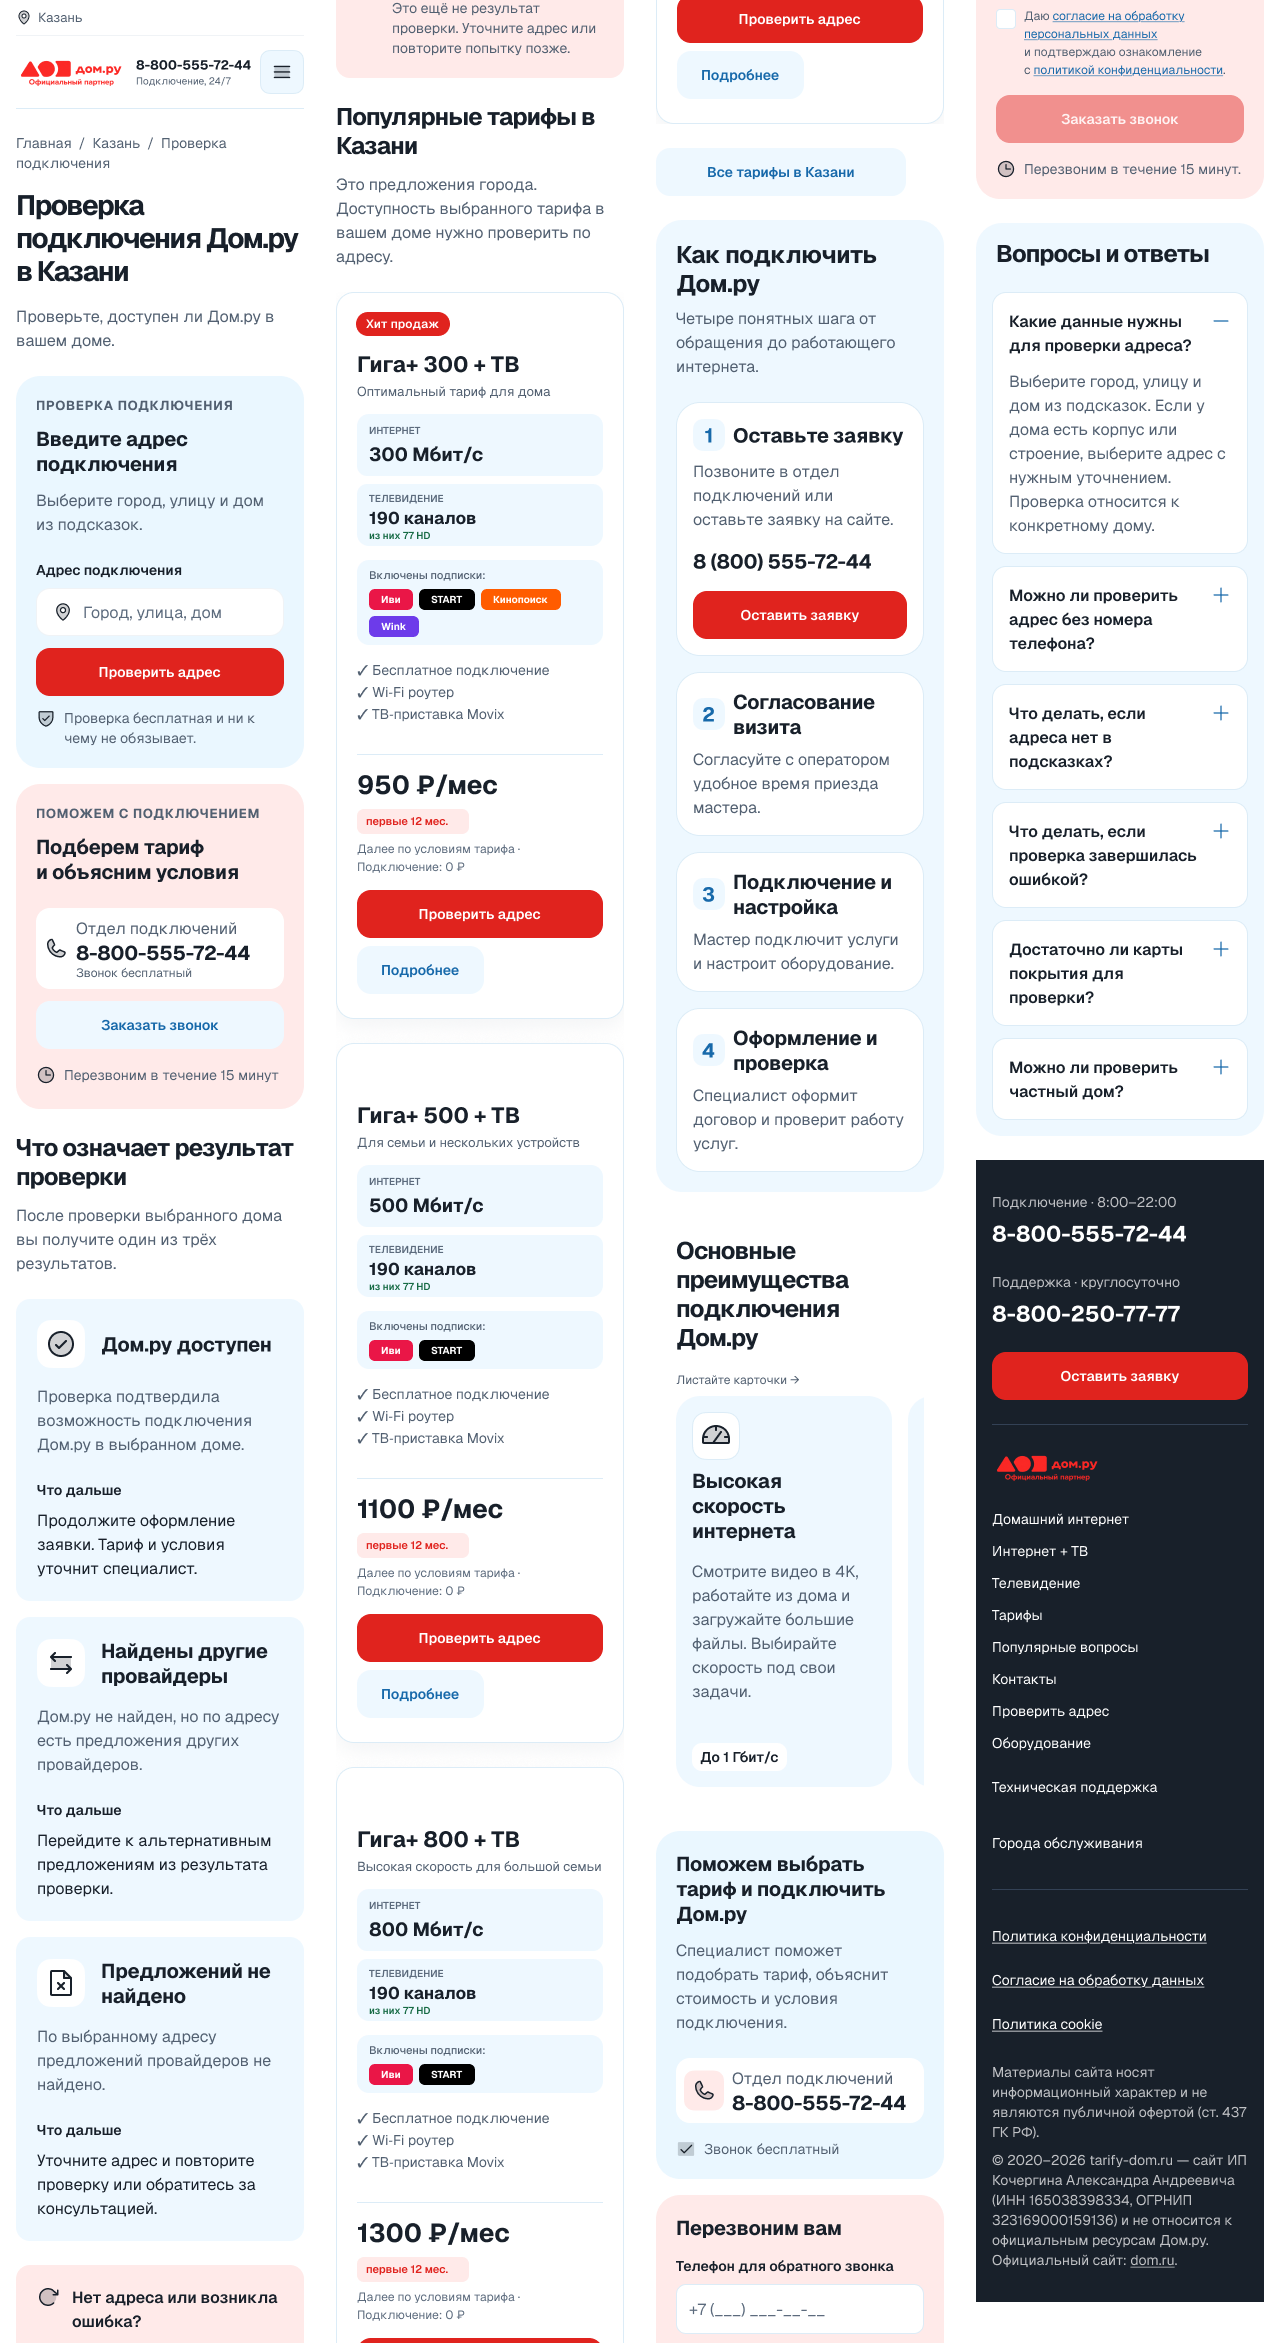 Казань
дом.ру
Официальный партнер
8-800-555-72-44
Подключение, 24/7
Главная / Казань / Проверка
подключения
Проверка
подключения Дом.ру
в Казани
Проверьте, доступен ли Дом.ру в
вашем доме.
ПРОВЕРКА ПОДКЛЮЧЕНИЯ
Введите адрес
подключения
Выберите город, улицу и дом
из подсказок.
Адрес подключения
Город, улица, дом
Проверить адрес
Проверка бесплатная и ни к
чему не обязывает.
ПОМОЖЕМ С ПОДКЛЮЧЕНИЕМ
Подберем тариф
и объясним условия
Отдел подключений
8-800-555-72-44
Звонок бесплатный
Заказать звонок
Перезвоним в течение 15 минут
Что означает результат
проверки
После проверки выбранного дома
вы получите один из трёх
результатов.
Дом.ру доступен
Проверка подтвердила
возможность подключения
Дом.ру в выбранном доме.
Что дальше
Продолжите оформление
заявки. Тариф и условия
уточнит специалист.
Найдены другие
провайдеры
Дом.ру не найден, но по адресу
есть предложения других
провайдеров.
Что дальше
Перейдите к альтернативным
предложениям из результата
проверки.
Предложений не
найдено
По выбранному адресу
предложений провайдеров не
найдено.
Что дальше
Уточните адрес и повторите
проверку или обратитесь за
консультацией.
Нет адреса или возникла
ошибка?
Это ещё не результат
проверки. Уточните адрес или
повторите попытку позже.
Популярные тарифы в
Казани
Это предложения города.
Доступность выбранного тарифа в
вашем доме нужно проверить по
адресу.
Хит продаж
Гига+ 300 + ТВ
Оптимальный тариф для дома
ИНТЕРНЕТ
300 Мбит/с
ТЕЛЕВИДЕНИЕ
190 каналов
из них 77 HD
Включены подписки:
Иви START Кинопоиск
Wink
✓ Бесплатное подключение
✓ Wi-Fi роутер
✓ ТВ-приставка Movix
950 ₽/мес
первые 12 мес.
Далее по условиям тарифа ·
Подключение: 0 ₽
Проверить адрес
Подробнее
Гига+ 500 + ТВ
Для семьи и нескольких устройств
ИНТЕРНЕТ
500 Мбит/с
ТЕЛЕВИДЕНИЕ
190 каналов
из них 77 HD
Включены подписки:
Иви START
✓ Бесплатное подключение
✓ Wi-Fi роутер
✓ ТВ-приставка Movix
1100 ₽/мес
первые 12 мес.
Далее по условиям тарифа ·
Подключение: 0 ₽
Проверить адрес
Подробнее
Гига+ 800 + ТВ
Высокая скорость для большой семьи
ИНТЕРНЕТ
800 Мбит/с
ТЕЛЕВИДЕНИЕ
190 каналов
из них 77 HD
Включены подписки:
Иви START
✓ Бесплатное подключение
✓ Wi-Fi роутер
✓ ТВ-приставка Movix
1300 ₽/мес
первые 12 мес.
Далее по условиям тарифа ·
Подключение: 0 ₽
Проверить адрес
Подробнее
Все тарифы в Казани
Как подключить
Дом.ру
Четыре понятных шага от
обращения до работающего
интернета.
1 Оставьте заявку
Позвоните в отдел
подключений или
оставьте заявку на сайте.
8 (800) 555-72-44
Оставить заявку
2 Согласование
визита
Согласуйте с оператором
удобное время приезда
мастера.
3 Подключение и
настройка
Мастер подключит услуги
и настроит оборудование.
4 Оформление и
проверка
Специалист оформит
договор и проверит работу
услуг.
Основные
преимущества
подключения
Дом.ру
Листайте карточки →
Высокая
скорость
интернета
Смотрите видео в 4K,
работайте из дома и
загружайте большие
файлы. Выбирайте
скорость под свои
задачи.
До 1 Гбит/с
Поможем выбрать
тариф и подключить
Дом.ру
Специалист поможет
подобрать тариф, объяснит
стоимость и условия
подключения.
Отдел подключений
8-800-555-72-44
Звонок бесплатный
Перезвоним вам
Телефон для обратного звонка
+7 (___) ___-__-__
Даю согласие на обработку
персональных данных
и подтверждаю ознакомление
с политикой конфиденциальности.
Заказать звонок
Перезвоним в течение 15 минут.
Вопросы и ответы
Какие данные нужны
для проверки адреса?
Выберите город, улицу и
дом из подсказок. Если у
дома есть корпус или
строение, выберите адрес с
нужным уточнением.
Проверка относится к
конкретному дому.
Можно ли проверить
адрес без номера
телефона?
Что делать, если
адреса нет в
подсказках?
Что делать, если
проверка завершилась
ошибкой?
Достаточно ли карты
покрытия для
проверки?
Можно ли проверить
частный дом?
Подключение · 8:00–22:00
8-800-555-72-44
Поддержка · круглосуточно
8-800-250-77-77
Оставить заявку
дом.ру
Официальный партнер
Домашний интернет
Интернет + ТВ
Телевидение
Тарифы
Популярные вопросы
Контакты
Проверить адрес
Оборудование
Техническая поддержка
Города обслуживания
Политика конфиденциальности
Согласие на обработку данных
Политика cookie
Материалы сайта носят
информационный характер и не
являются публичной офертой (ст. 437
ГК РФ).
© 2020–2026 tarify-dom.ru — сайт ИП
Кочергина Александра Андреевича
(ИНН 165038398334, ОГРНИП
323169000159136) и не относится к
официальным ресурсам Дом.ру.
Официальный сайт: dom.ru.